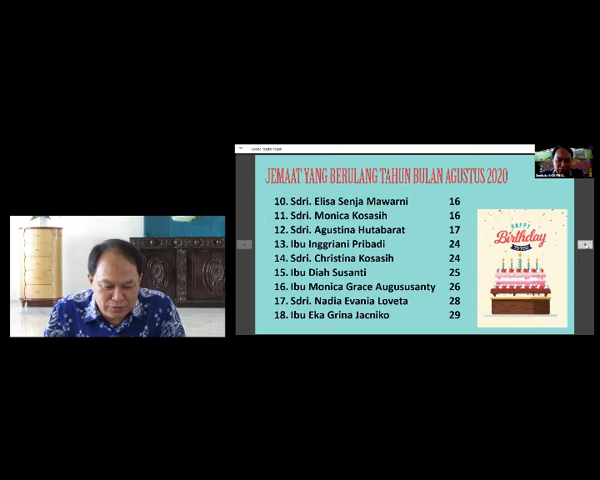 JEMAAT YANG BERULANG TAHUN BULAN AGUSTUS 2020
10. Sdri. Elisa Senja Mawarni 16
11. Sdri. Monica Kosasih 16
12. Sdri. Agustina Hutabarat 17
13. Ibu Inggriani Pribadi 24
14. Sdri. Christina Kosasih 24
15. Ibu Diah Susanti 25
16. Ibu Monica Grace Augususanty 26
17. Sdri. Nadia Evania Loveta 28
18. Ibu Eka Grina Jacniko 29
HAPPY
Birthday
TO YOU